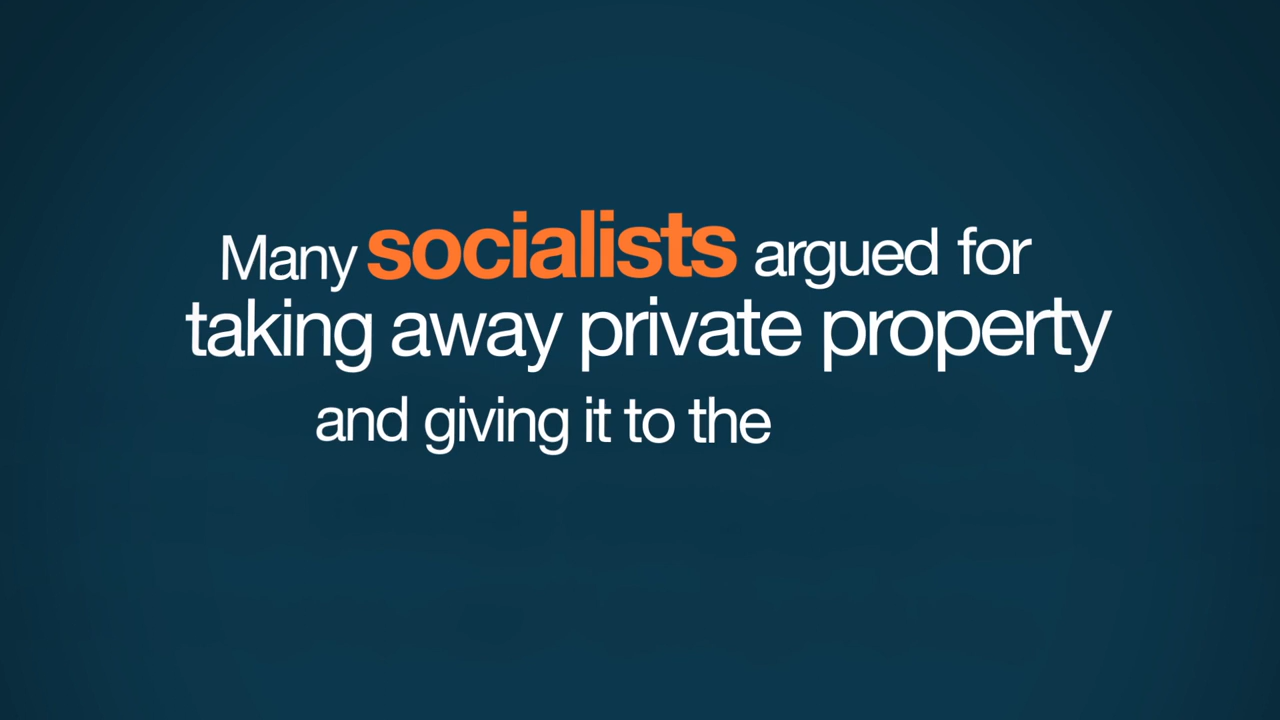 Many socialists argued for
taking away private property
and giving it to the